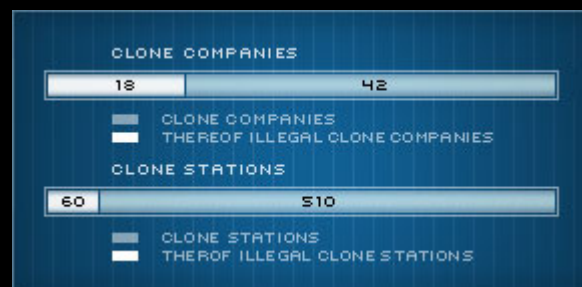 CLONE COMPANIES
18 42
CLONE COMPANIES
THEREOF ILLEGAL CLONE COMPANIES
CLONE STATIONS
60 510
CLONE STATIONS
THEROF ILLEGAL CLONE STATIONS